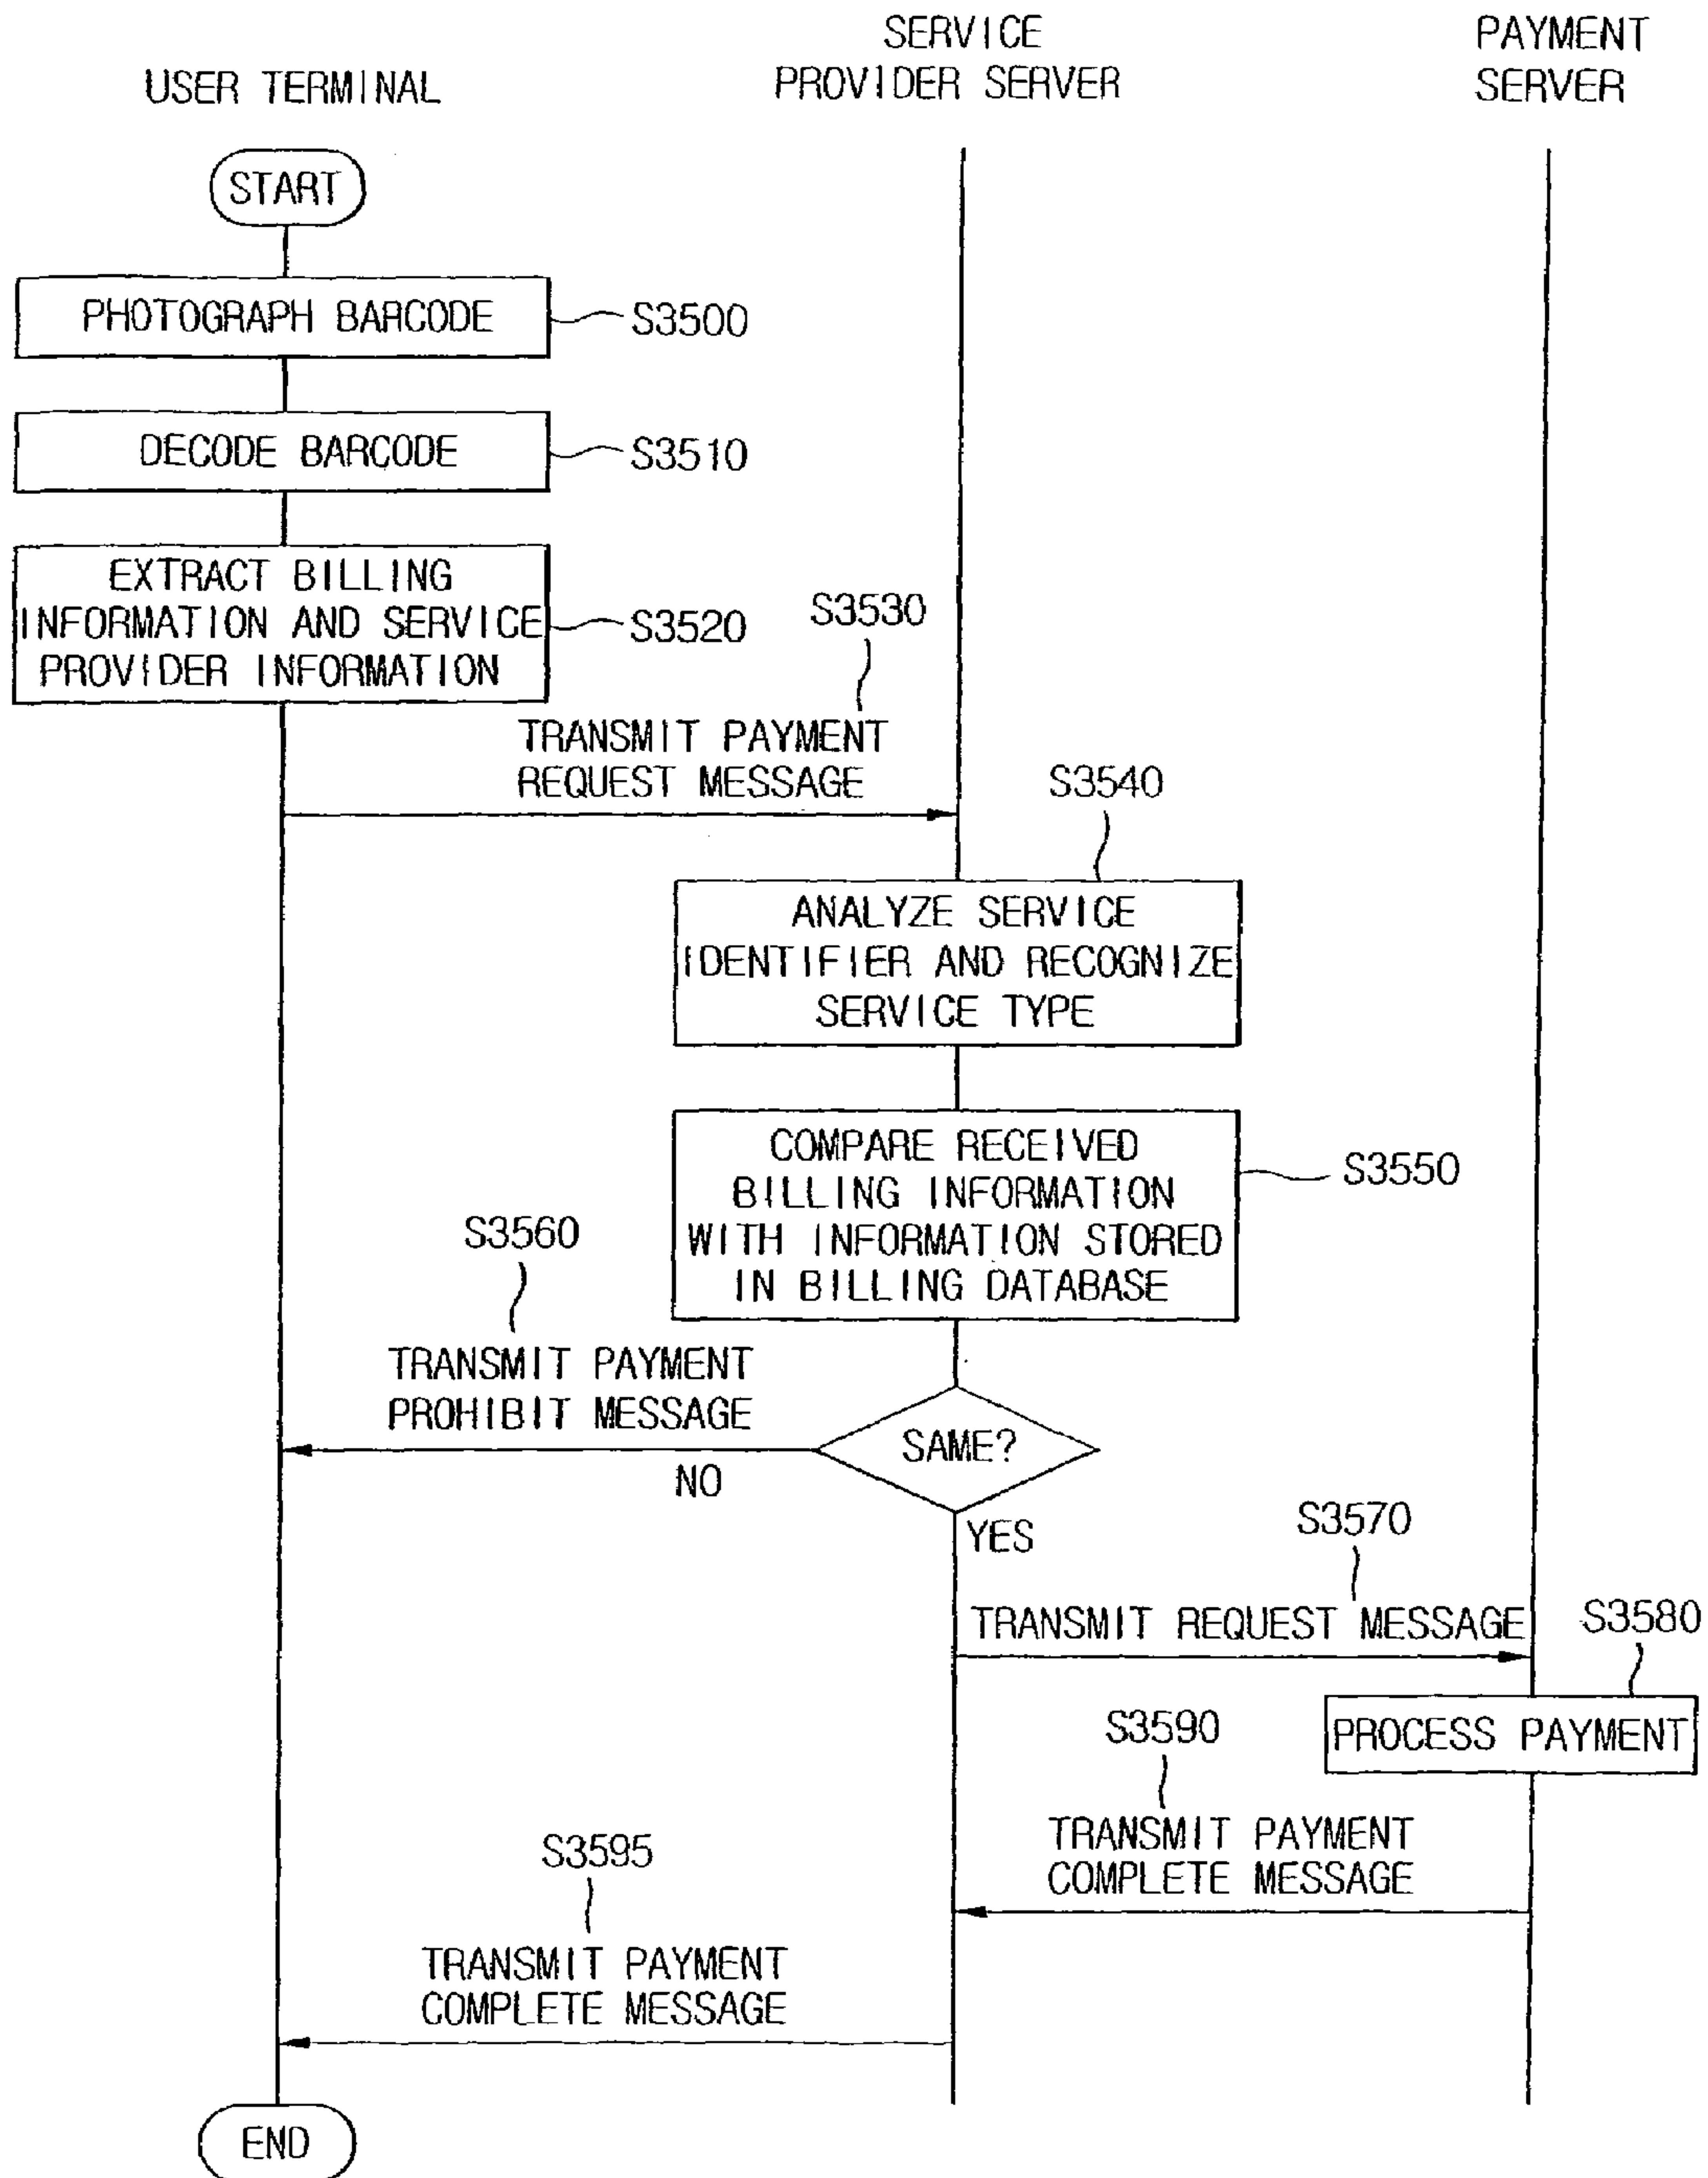 USER TERMINAL
SERVICE
PROVIDER SERVER
PAYMENT
SERVER
START
PHOTOGRAPH BARCODE
S3500
DECODE BARCODE
S3510
EXTRACT BILLING
INFORMATION AND SERVICE
PROVIDER INFORMATION
S3520
S3530
TRANSMIT PAYMENT
REQUEST MESSAGE
S3540
ANALYZE SERVICE
IDENTIFIER AND RECOGNIZE
SERVICE TYPE
COMPARE RECEIVED
BILLING INFORMATION
WITH INFORMATION STORED
IN BILLING DATABASE
S3550
S3560
TRANSMIT PAYMENT
PROHIBIT MESSAGE
SAME?
NO
YES
S3570
TRANSMIT REQUEST MESSAGE
S3580
PROCESS PAYMENT
S3590
TRANSMIT PAYMENT
COMPLETE MESSAGE
S3595
TRANSMIT PAYMENT
COMPLETE MESSAGE
END